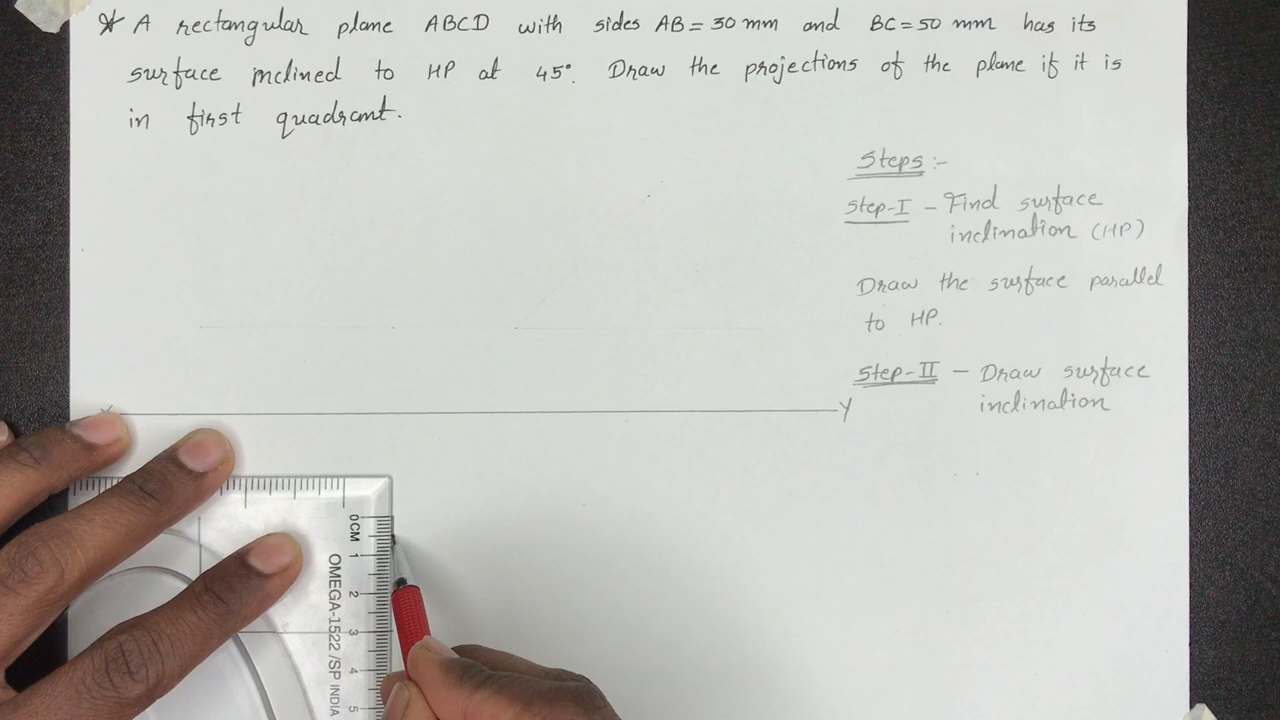 * A rectangular plane ABCD with sides AB = 30 mm and BC = 50 mm has its
surface inclined to HP at 45°. Draw the projections of the plane if it is
in first quadrant.
Steps :-
Step-I - Find surface
inclination (HP)
Draw the surface parallel
to HP.
Step-II - Draw surface
inclination
X Y
0CM 1 2 3 4 5
OMEGA-1522 /SP INDIA